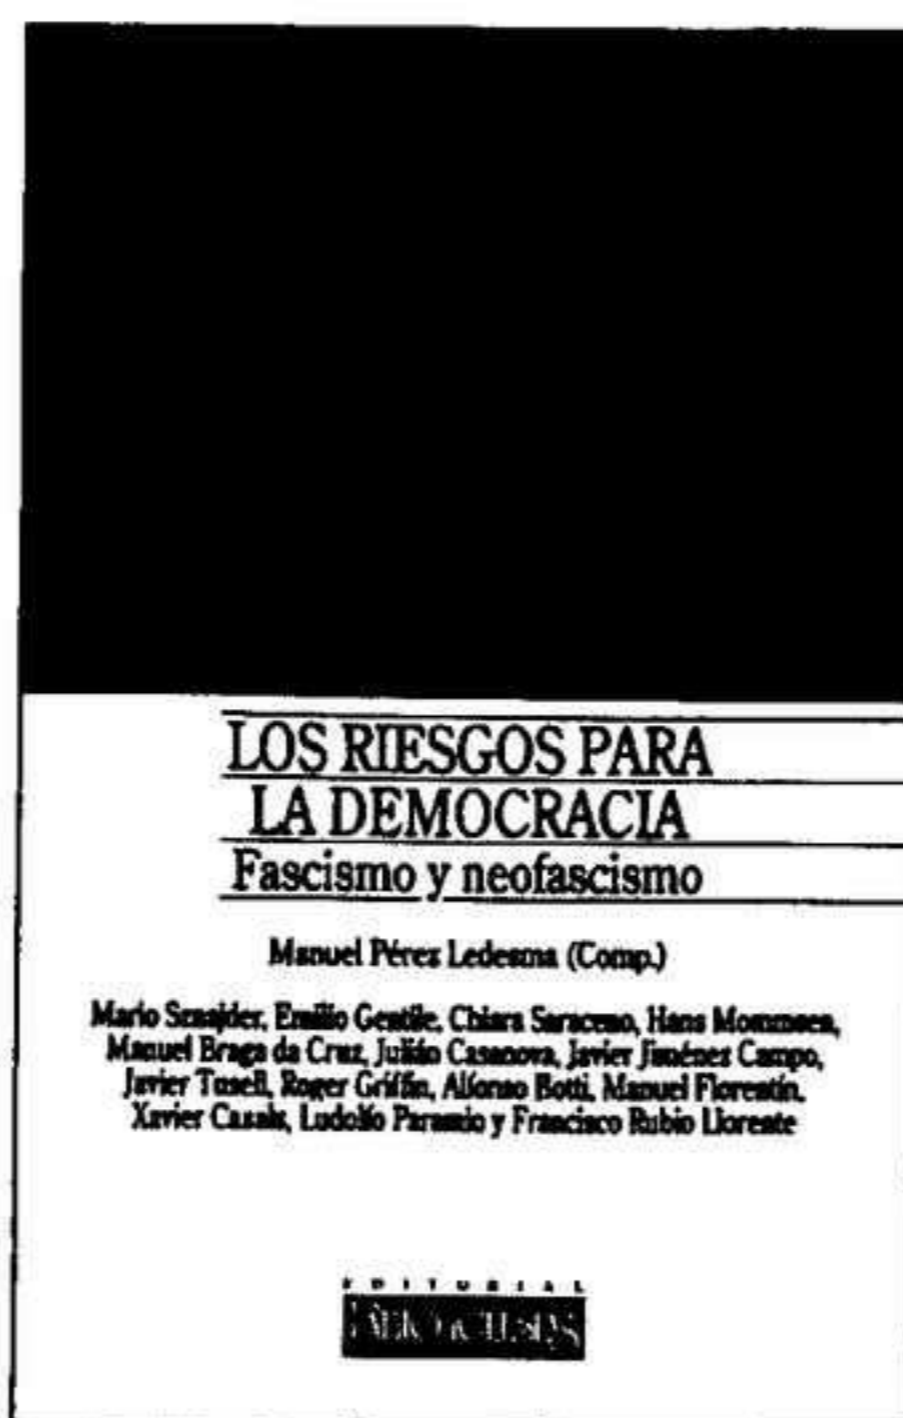 LOS RIESGOS PARA
LA DEMOCRACIA
Fascismo y neofascismo
Manuel Pérez Ledesma (Comp.)
Mario Sznajder, Emilio Gentile, Chiara Saraceno, Hans Mommsen,
Manuel Braga da Cruz, Julián Casanova, Javier Jiménez Campo,
Javier Tusell, Roger Griffin, Alfonso Botti, Manuel Florentín,
Xavier Casals, Ludolfo Paramio y Francisco Rubio Llorente
EDITORIAL